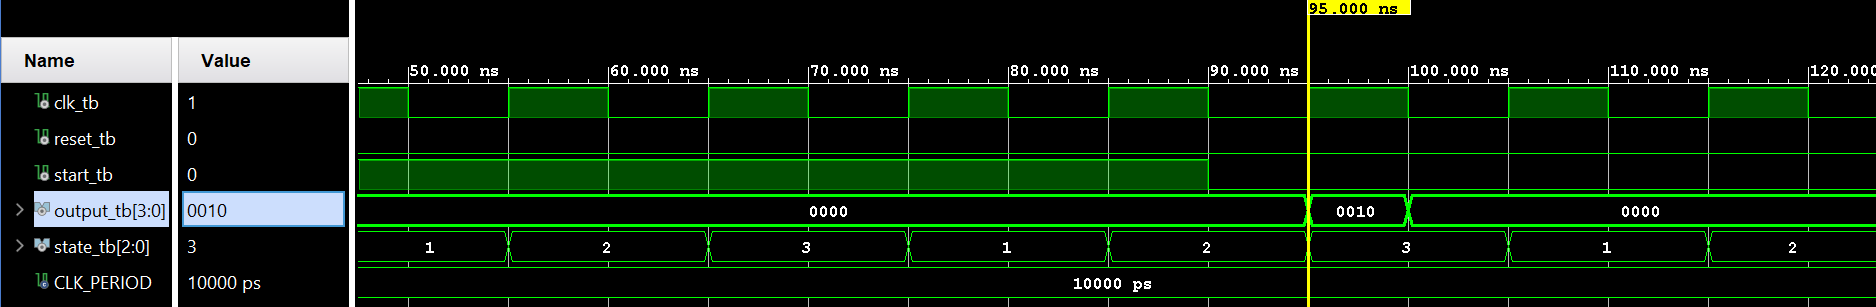 95.000 ns
Name Value
50.000 ns 60.000 ns 70.000 ns 80.000 ns 90.000 ns 100.000 ns 110.000 ns 120.000
clk_tb 1
reset_tb 0
start_tb 0
output_tb[3:0] 0010 0000 0010 0000
state_tb[2:0] 3 1 2 3 1 2 3 1 2
CLK_PERIOD 10000 ps 10000 ps